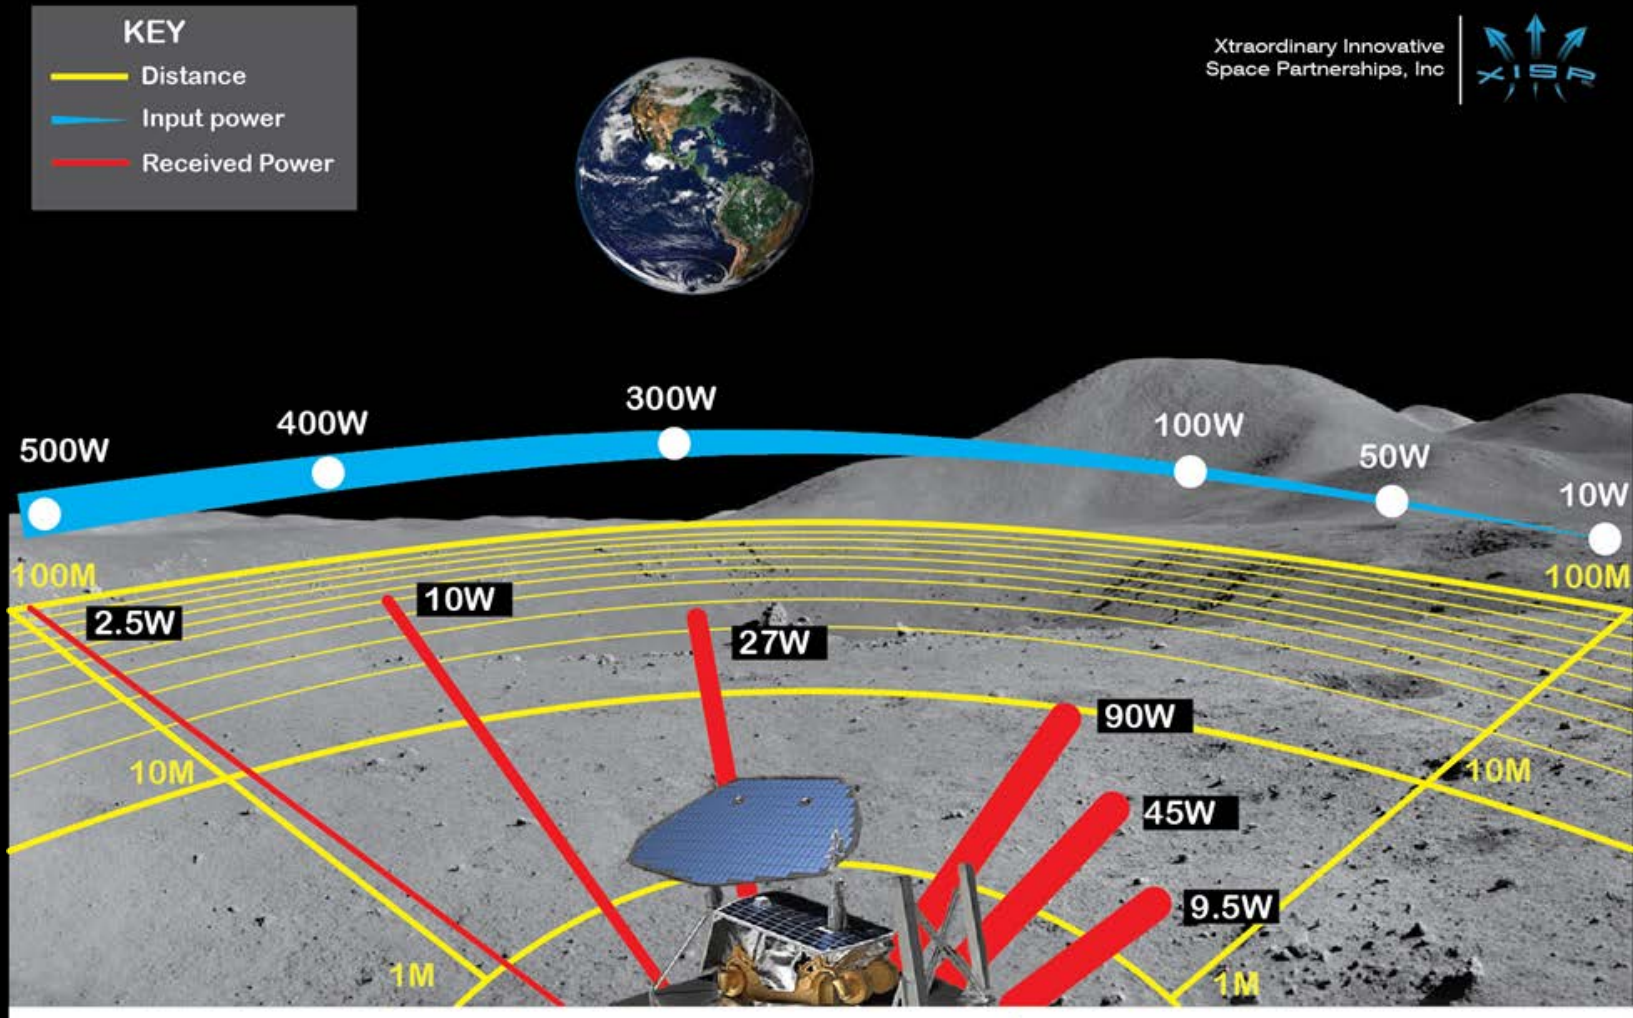 KEY
Distance
Input power
Received Power
Xtraordinary Innovative
Space Partnerships, Inc
XISP
500W
400W
300W
100W
50W
10W
100M
100M
2.5W
10W
27W
90W
10M
10M
45W
9.5W
1M
1M